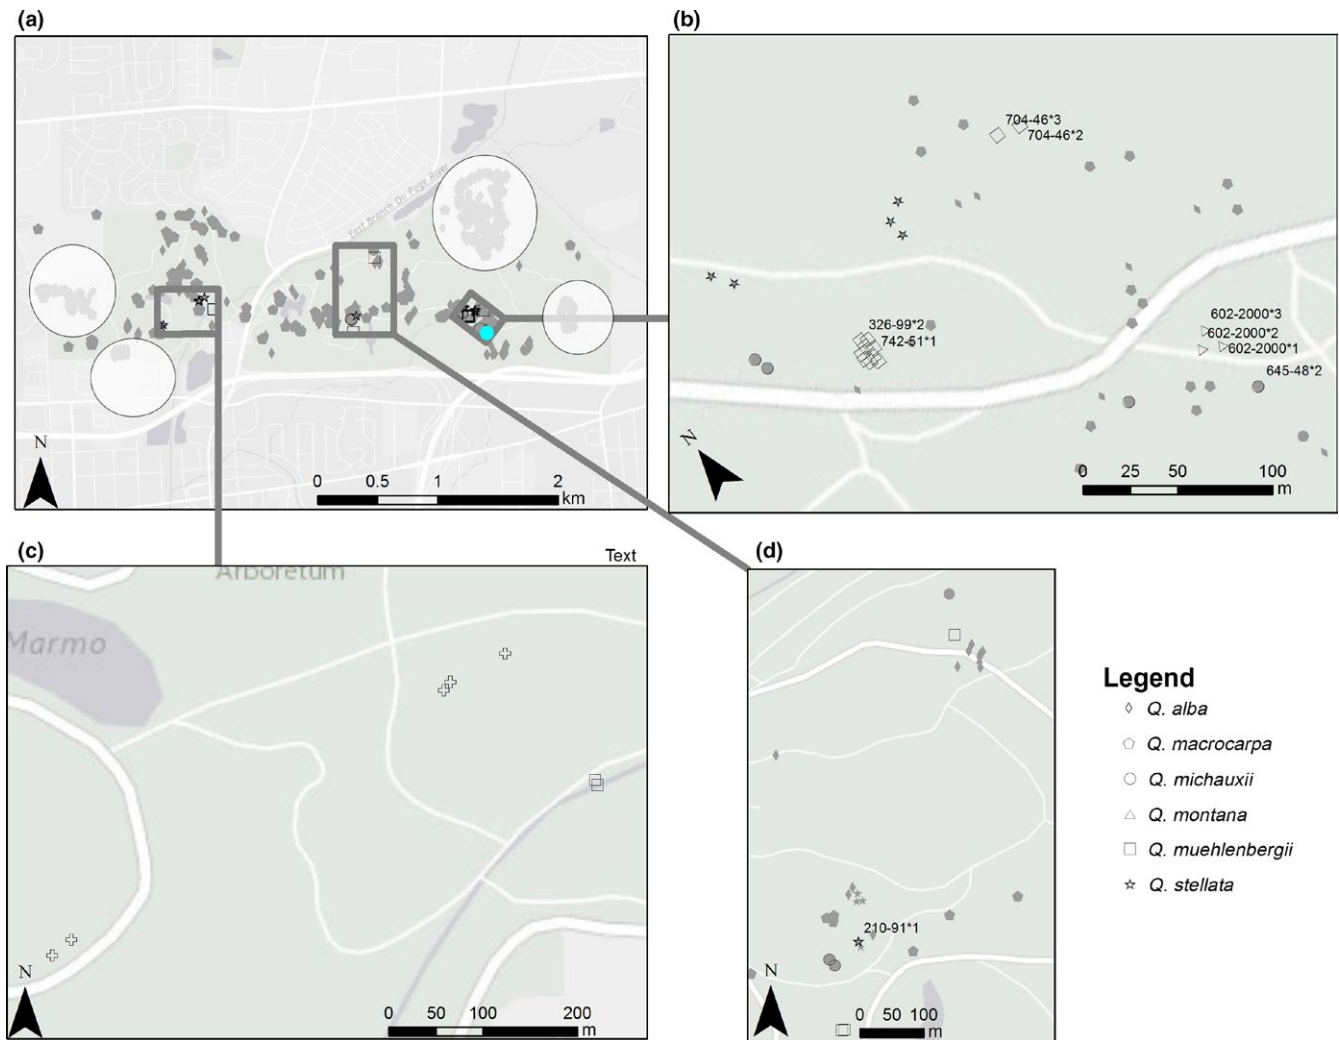 (a)
East Branch Du Page River
N
0 0.5 1 2
km
(b)
704-46*3
704-46*2
326-99*2
742-51*1
602-2000*3
602-2000*2
602-2000*1
645-48*2
N
0 25 50 100
m
(c)
Text
Arboretum
Marmo
N
0 50 100 200
m
(d)
210-91*1
N
0 50 100
m
Legend
Q. alba
Q. macrocarpa
Q. michauxii
Q. montana
Q. muehlenbergii
Q. stellata